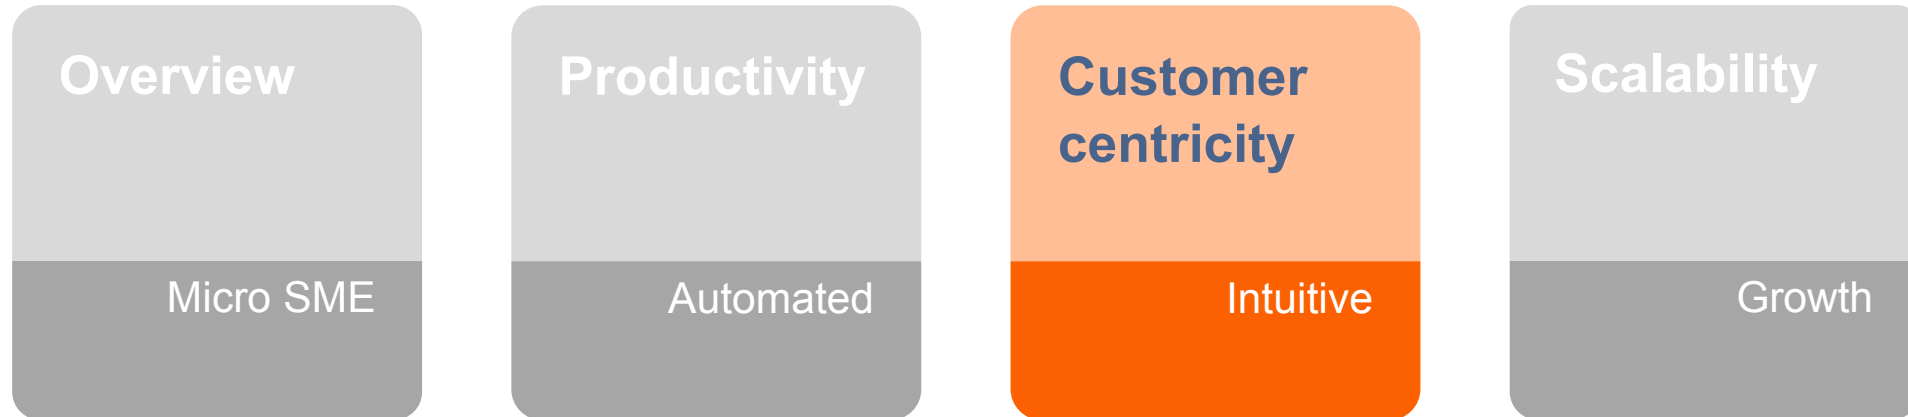 Overview
Micro SME
Productivity
Automated
Customer
centricity
Intuitive
Scalability
Growth